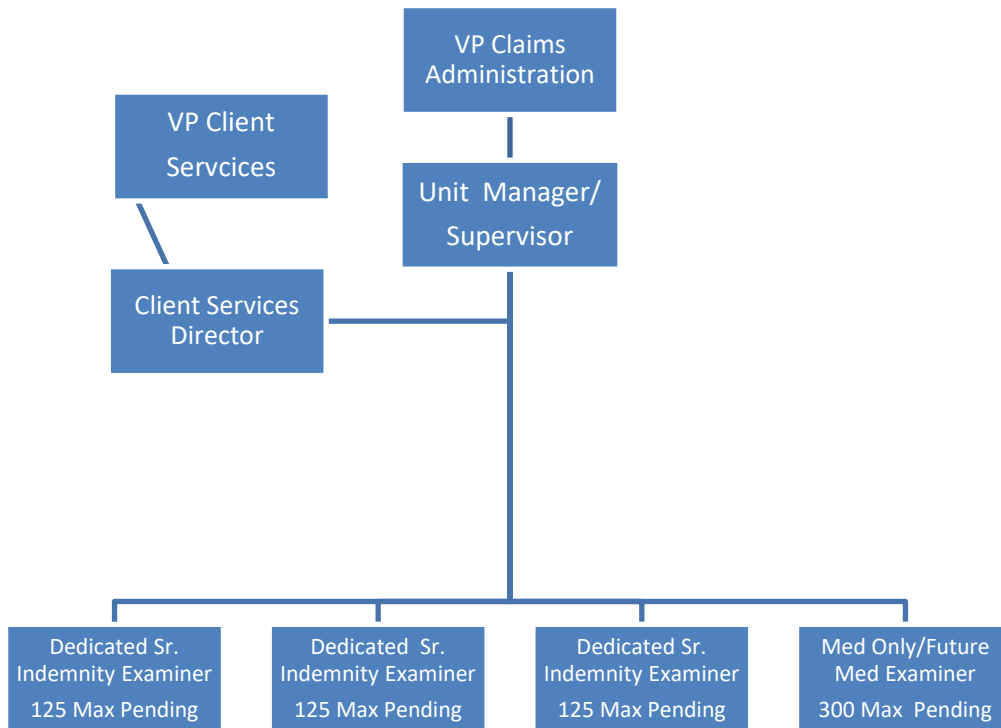 VP Claims
Administration
VP Client
Servcices
Unit  Manager/
Supervisor
Client Services
Director
Dedicated Sr.
Indemnity Examiner
125 Max Pending
Dedicated  Sr.
Indemnity Examiner
125 Max Pending
Dedicated Sr.
Indemnity Examiner
125 Max Pending
Med Only/Future
Med Examiner
300 Max  Pending